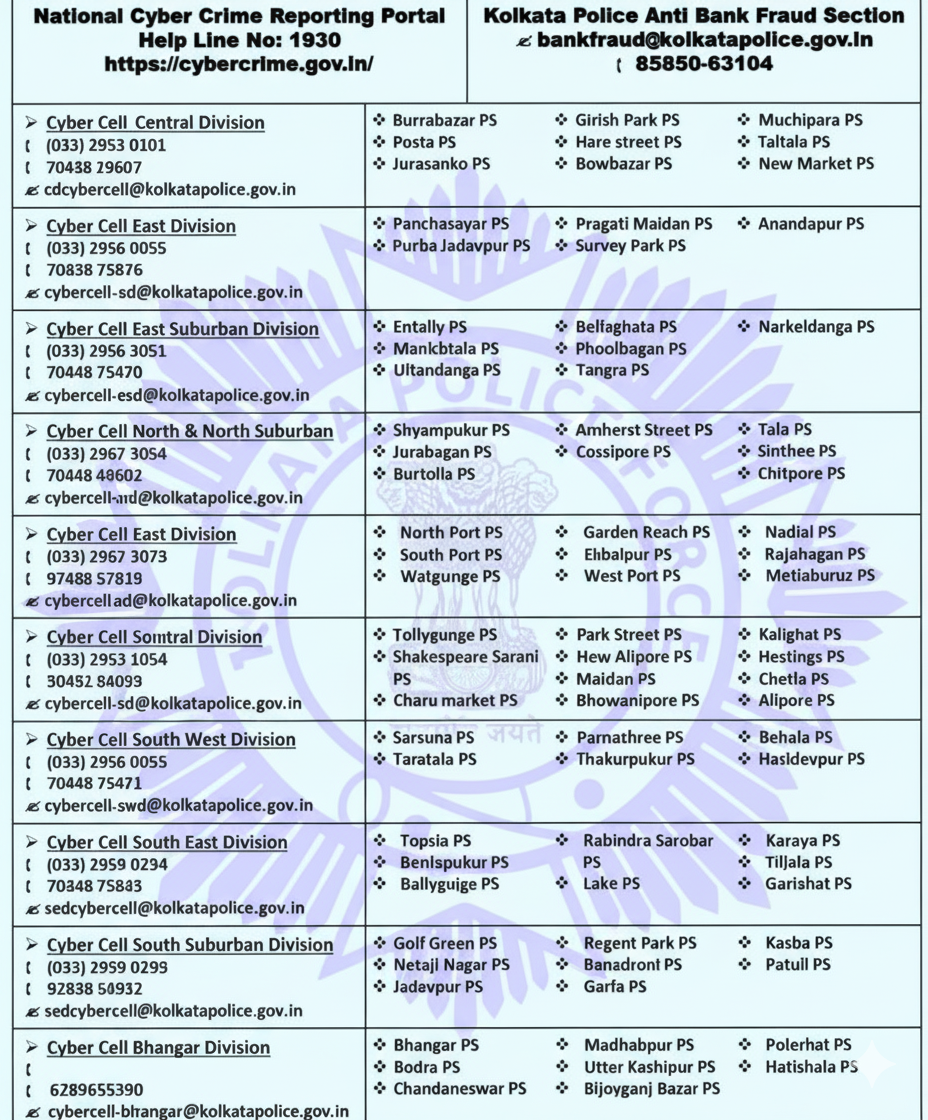 National Cyber Crime Reporting Portal
Help Line No: 1930
https://cybercrime.gov.in/
Kolkata Police Anti Bank Fraud Section
bankfraud@kolkatapolice.gov.In
85850-63104
Cyber Cell Central Division
(033) 2953 0101
70438 29607
cdcybercell@kolkatapolice.gov.in
Burrabazar PS Girish Park PS Muchipara PS
Posta PS Hare street PS Taltala PS
Jurasanko PS Bowbazar PS New Market PS
Cyber Cell East Division
(033) 2956 0055
70838 75876
cybercell-sd@kolkatapolice.gov.in
Panchasayar PS Pragati Maidan PS Anandapur PS
Purba Jadavpur PS Survey Park PS
Cyber Cell East Suburban Division
(033) 2956 3051
70448 75470
cybercell-esd@kolkatapolice.gov.in
Entally PS Belfaghata PS Narkeldanga PS
Mankbtala PS Phoolbagan PS
Ultandanga PS Tangra PS
Cyber Cell North & North Suburban
(033) 2967 3054
70448 46602
@kolkatapolice.gov.in
Shyampukur PS Amherst Street PS Tala PS
Jurabagan PS Cossipore PS Sinthee PS
Burtolla PS Chitpore PS
Cyber Cell East Division
(033) 2967 3073
97488 57819
cybercellad@kolkatapolice.gov.in
North Port PS Garden Reach PS Nadial PS
South Port PS Ehbalpur PS Rajahagan PS
Watgunge PS West Port PS Metiaburuz PS
Cyber Cell Somtral Division
(033) 2953 1054
30452 84093
cybercell-sd@kolkatapolice.gov.in
Tollygunge PS Park Street PS Kalighat PS
Shakespeare Sarani Hew Alipore PS Hestings PS
PS Maidan PS Chetla PS
Charu market PS Bhowanipore PS Alipore PS
Cyber Cell South West Division
(033) 2956 0055
70448 75471
cybercell-swd@kolkatapolice.gov.in
Sarsuna PS Parnathree PS Behala PS
Taratala PS Thakurpukur PS Hasldevpur PS
Cyber Cell South East Division
(033) 2959 0294
70348 75883
sedcybercell@kolkatapolice.gov.in
Topsia PS Rabindra Sarobar Karaya PS
Benlspukur PS PS Tiljala PS
Ballyguige PS Lake PS Garishat PS
Cyber Cell South Suburban Division
(033) 2959 0295
92838 50932
sedcybercell@kolkatapolice.gov.in
Golf Green PS Regent Park PS Kasba PS
Netaji Nagar PS Banadront PS Patull PS
Jadavpur PS Garfa PS
Cyber Cell Bhangar Division
6289655390
cybercell-bhangar@kolkatapolice.gov.in
Bhangar PS Madhabpur PS Polerhat PS
Bodra PS Utter Kashipur PS Hatishala PS
Chandaneswar PS Bijoyganj Bazar PS